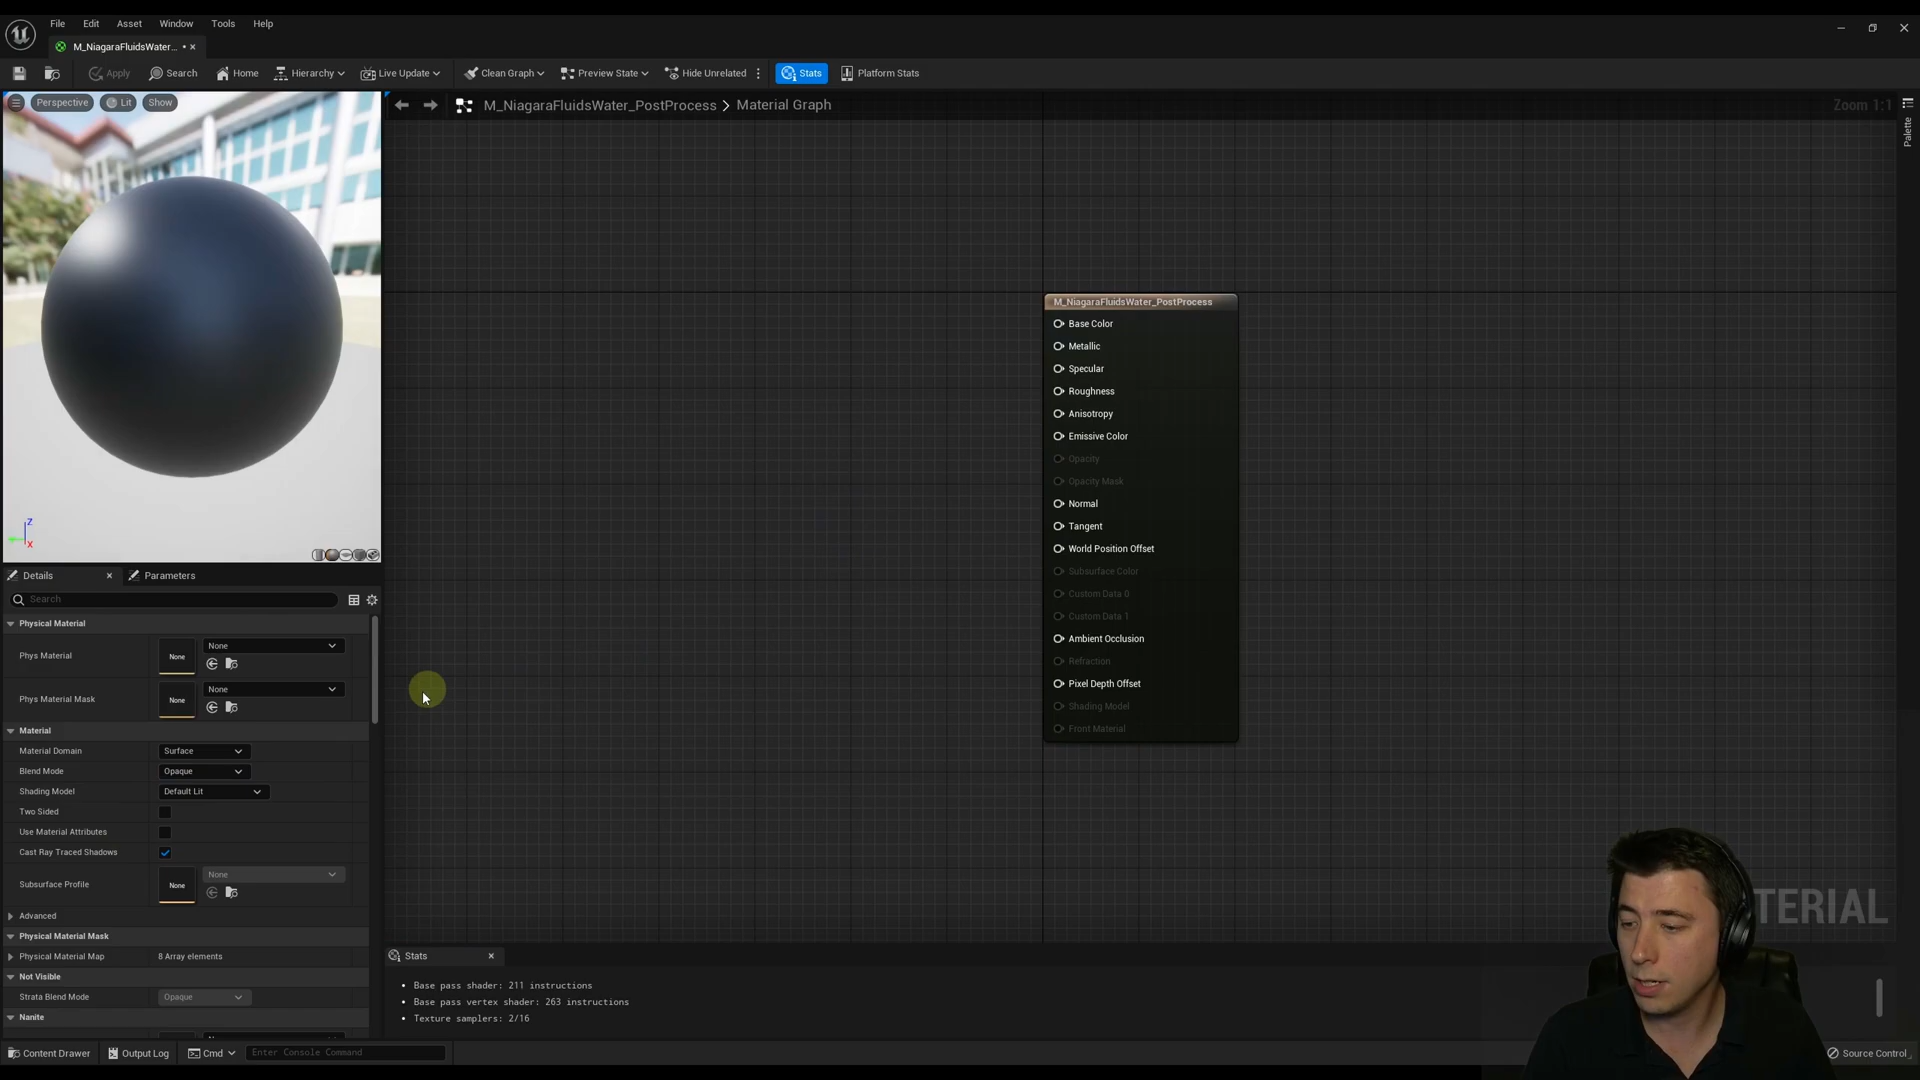 File Edit Asset Window Tools Help
M_NiagaraFluidsWater... •
Apply Search Home Hierarchy Live Update Clean Graph Preview State Hide Unrelated Stats Platform Stats
Perspective Lit Show
M_NiagaraFluidsWater_PostProcess > Material Graph
Zoom 1:1
Palette
M_NiagaraFluidsWater_PostProcess
Base Color
Metallic
Specular
Roughness
Anisotropy
Emissive Color
Opacity
Opacity Mask
Normal
Tangent
World Position Offset
Subsurface Color
Custom Data 0
Custom Data 1
Ambient Occlusion
Refraction
Pixel Depth Offset
Shading Model
Front Material
Z
X
Details Parameters
Search
Physical Material
Phys Material None None
Phys Material Mask None None
Material
Material Domain Surface
Blend Mode Opaque
Shading Model Default Lit
Two Sided
Use Material Attributes
Cast Ray Traced Shadows
Subsurface Profile None None
Advanced
Physical Material Mask
Physical Material Map 8 Array elements
Not Visible
Strata Blend Mode Opaque
Nanite
TERIAL
Stats
• Base pass shader: 211 instructions
• Base pass vertex shader: 263 instructions
• Texture samplers: 2/16
Content Drawer Output Log Cmd Enter Console Command Source Control